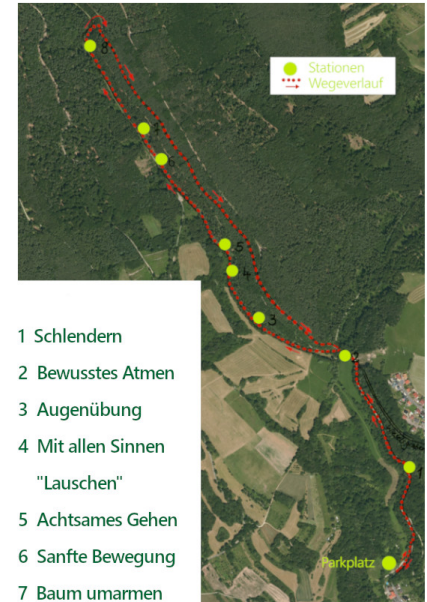 Stationen
Wegeverlauf
8
7
6
5
4
3
2
1
Parkplatz
1 Schlendern
2 Bewusstes Atmen
3 Augenübung
4 Mit allen Sinnen
"Lauschen"
5 Achtsames Gehen
6 Sanfte Bewegung
7 Baum umarmen